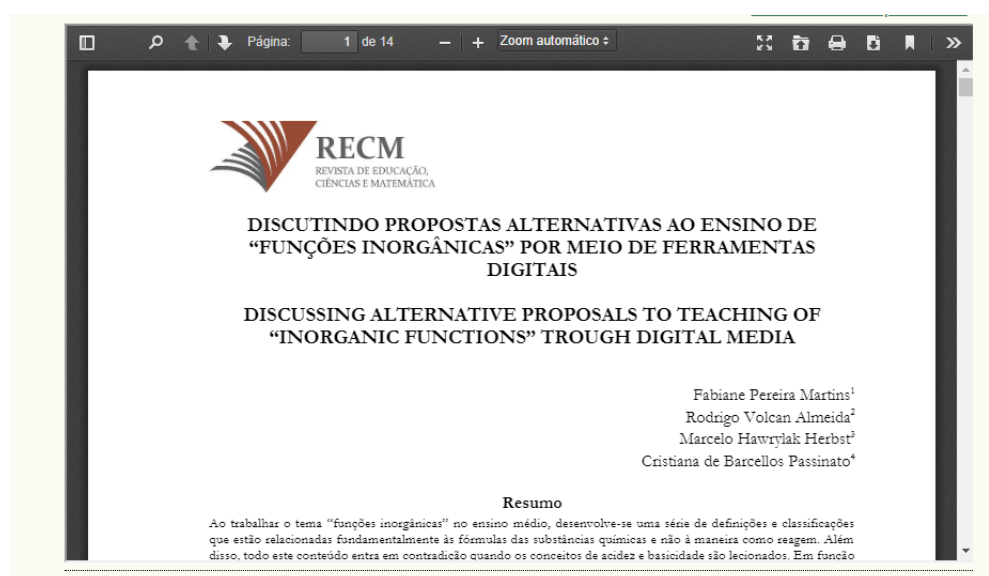 Página: 1 de 14 Zoom automático
RECM
REVISTA DE EDUCAÇÃO,
CIÊNCIAS E MATEMÁTICA
DISCUTINDO PROPOSTAS ALTERNATIVAS AO ENSINO DE
“FUNÇÕES INORGÂNICAS” POR MEIO DE FERRAMENTAS
DIGITAIS
DISCUSSING ALTERNATIVE PROPOSALS TO TEACHING OF
“INORGANIC FUNCTIONS” TROUGH DIGITAL MEDIA
Fabiane Pereira Martins¹
Rodrigo Volcan Almeida²
Marcelo Hawrylak Herbst³
Cristiana de Barcellos Passinato⁴
Resumo
Ao trabalhar o tema “funções inorgânicas” no ensino médio, desenvolve-se uma série de definições e classificações
que estão relacionadas fundamentalmente às fórmulas das substâncias químicas e não à maneira como reagem. Além
disso, todo este conteúdo entra em contradição quando os conceitos de acidez e basicidade são lecionados. Em função